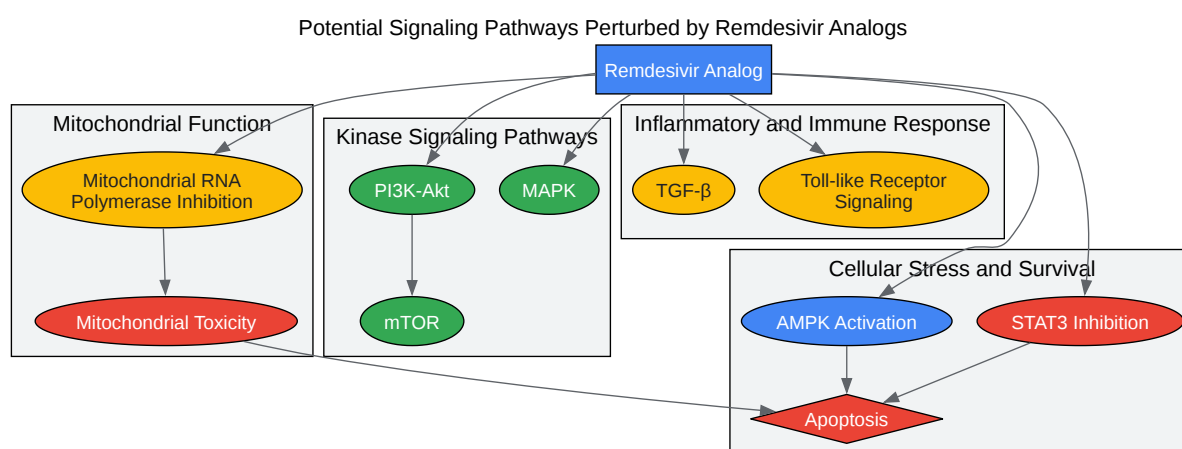 Potential Signaling Pathways Perturbed by Remdesivir Analogs
Remdesivir Analog
Mitochondrial Function
Mitochondrial RNA
Polymerase Inhibition
Mitochondrial Toxicity
Kinase Signaling Pathways
PI3K-Akt
MAPK
mTOR
Inflammatory and Immune Response
TGF-β
Toll-like Receptor
Signaling
Cellular Stress and Survival
AMPK Activation
STAT3 Inhibition
Apoptosis